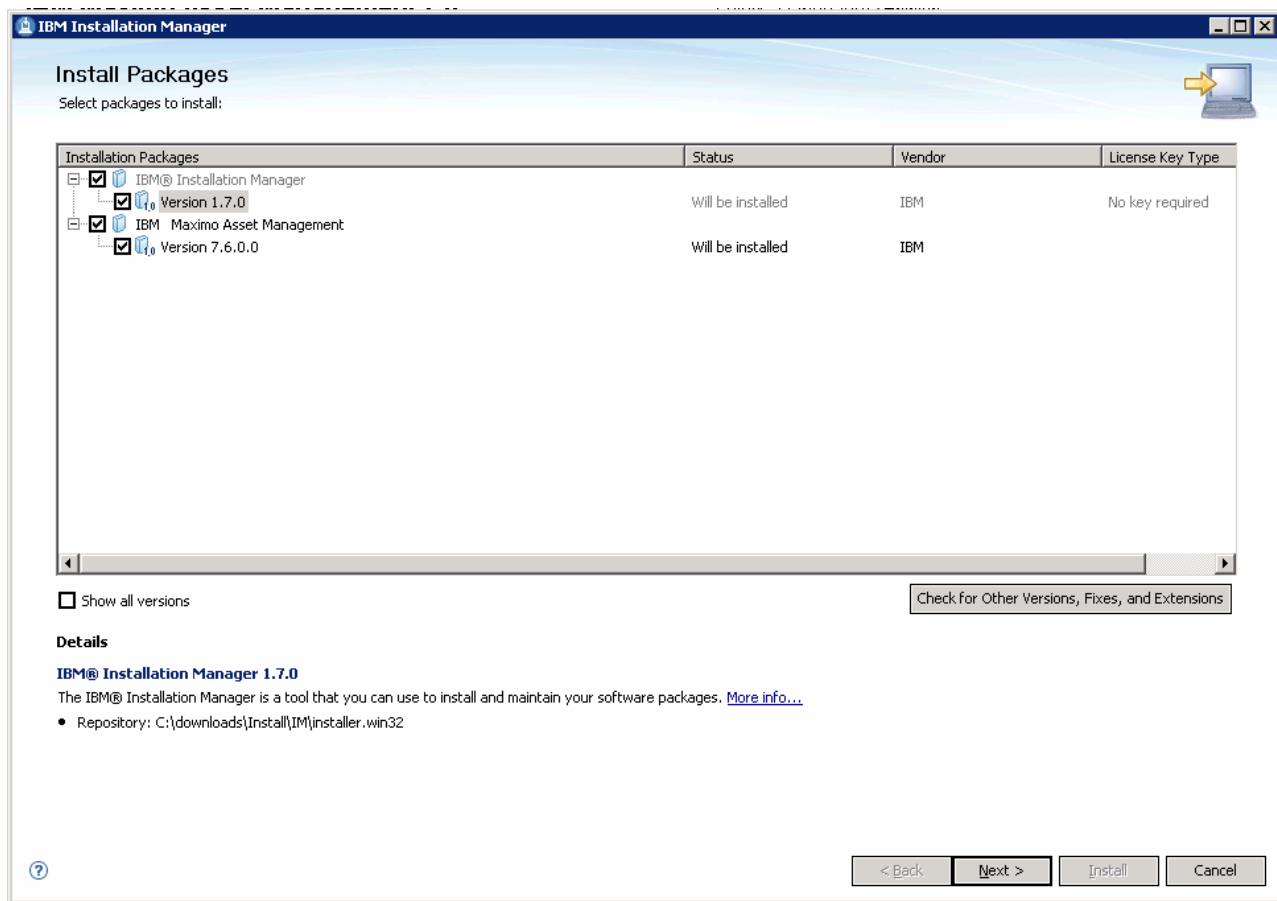 IBM Installation Manager
Install Packages
Select packages to install:
Installation Packages Status Vendor License Key Type
IBM® Installation Manager
Version 1.7.0 Will be installed IBM No key required
IBM Maximo Asset Management
Version 7.6.0.0 Will be installed IBM
Show all versions
Check for Other Versions, Fixes, and Extensions
Details
IBM® Installation Manager 1.7.0
The IBM® Installation Manager is a tool that you can use to install and maintain your software packages. More info...
• Repository: C:\downloads\Install\IM\installer.win32
< Back Next > Install Cancel